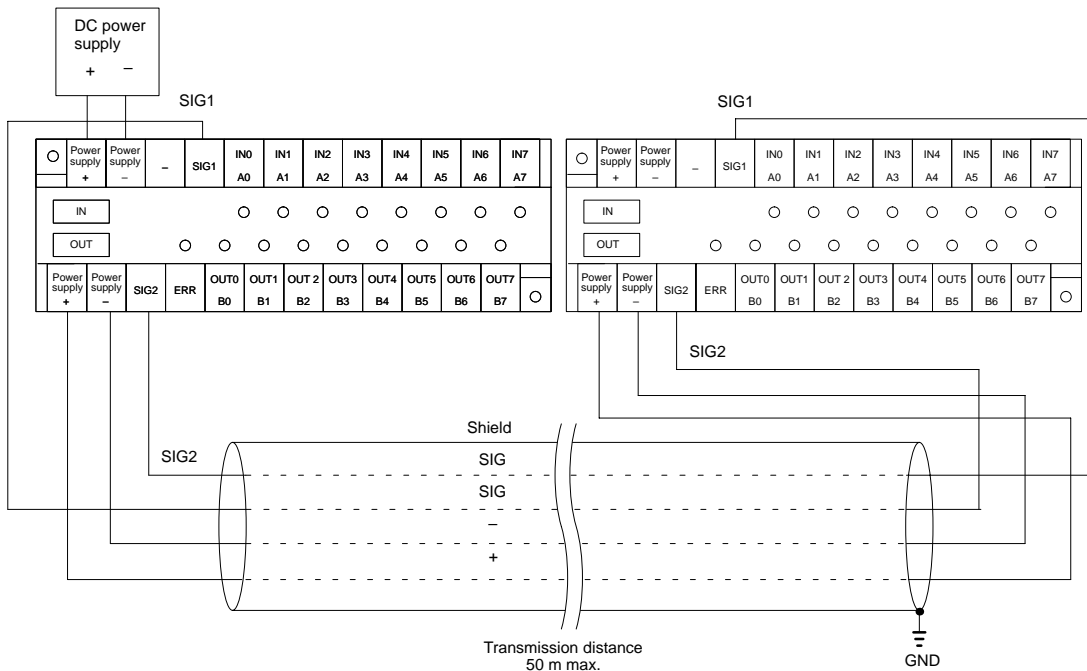 DC power
supply
+ –
SIG1
SIG1
Power supply + Power supply – – SIG1 IN0 A0 IN1 A1 IN2 A2 IN3 A3 IN4 A4 IN5 A5 IN6 A6 IN7 A7
IN
OUT
Power supply + Power supply – SIG2 ERR OUT0 B0 OUT1 B1 OUT 2 B2 OUT3 B3 OUT4 B4 OUT5 B5 OUT6 B6 OUT7 B7
Power supply + Power supply – – SIG1 IN0 A0 IN1 A1 IN2 A2 IN3 A3 IN4 A4 IN5 A5 IN6 A6 IN7 A7
IN
OUT
Power supply + Power supply – SIG2 ERR OUT0 B0 OUT1 B1 OUT 2 B2 OUT3 B3 OUT4 B4 OUT5 B5 OUT6 B6 OUT7 B7
SIG2
Shield
SIG2
SIG
SIG
–
+
Transmission distance
50 m max.
GND